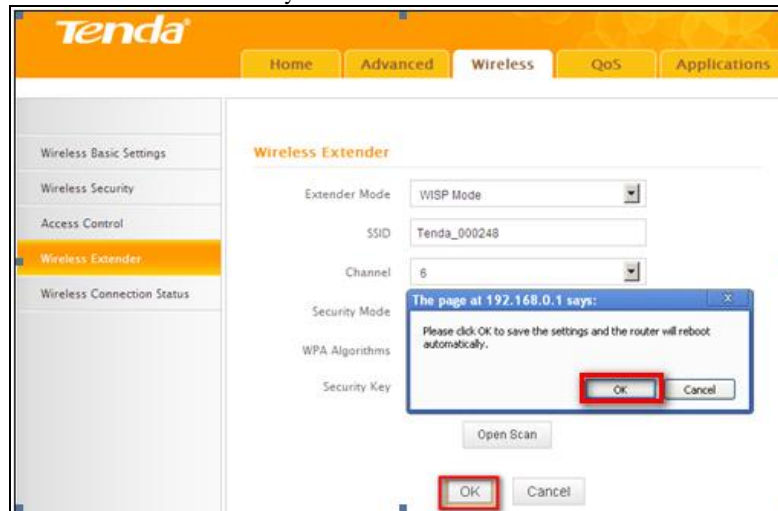 Tenda
Home Advanced Wireless QoS Applications
Wireless Basic Settings
Wireless Security
Access Control
Wireless Extender
Wireless Connection Status
Wireless Extender
Extender Mode WISP Mode
SSID Tenda_000248
Channel 6
Security Mode
WPA Algorithms
Security Key
The page at 192.168.0.1 says: X
Please click OK to save the settings and the router will reboot
automatically.
OK Cancel
Open Scan
OK Cancel